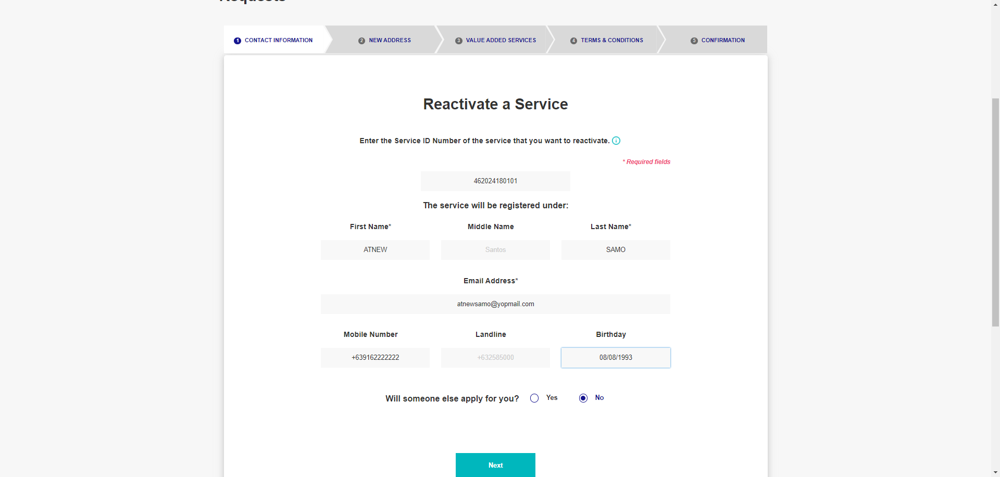 Requests
1 CONTACT INFORMATION
2 NEW ADDRESS
3 VALUE ADDED SERVICES
4 TERMS & CONDITIONS
5 CONFIRMATION
Reactivate a Service
Enter the Service ID Number of the service that you want to reactivate.
* Required fields
462024180101
The service will be registered under:
First Name* Middle Name Last Name*
ATNEW Santos SAMO
Email Address*
atnewsamo@yopmail.com
Mobile Number Landline Birthday
+639162222222 +632585000 08/08/1993
Will someone else apply for you? Yes No
Next